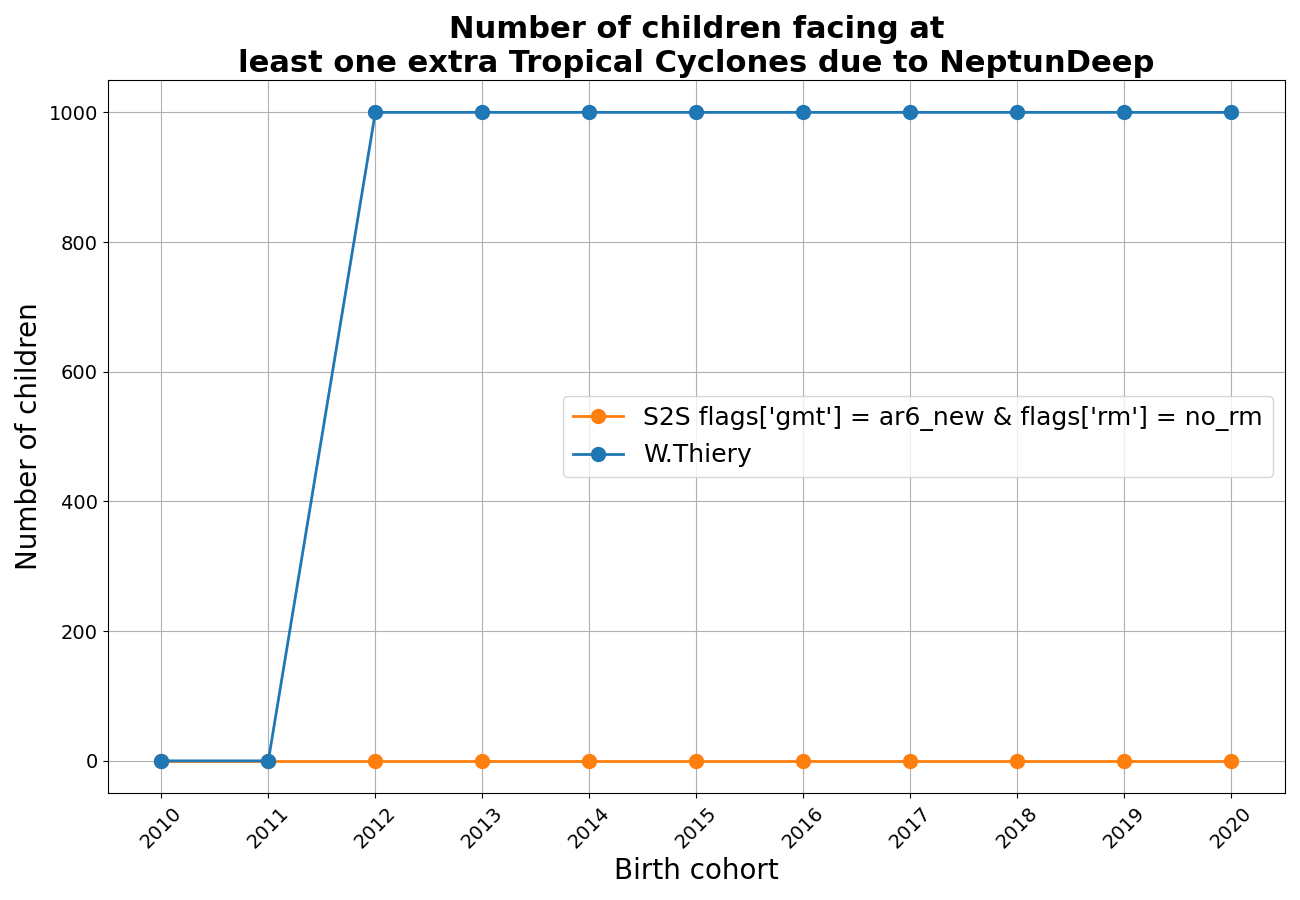 Number of children facing at
least one extra Tropical Cyclones due to NeptunDeep
Number of children
1000
800
600
400
200
0
S2S flags['gmt'] = ar6_new & flags['rm'] = no_rm
W.Thiery
2010
2011
2012
2013
2014
2015
2016
2017
2018
2019
2020
Birth cohort